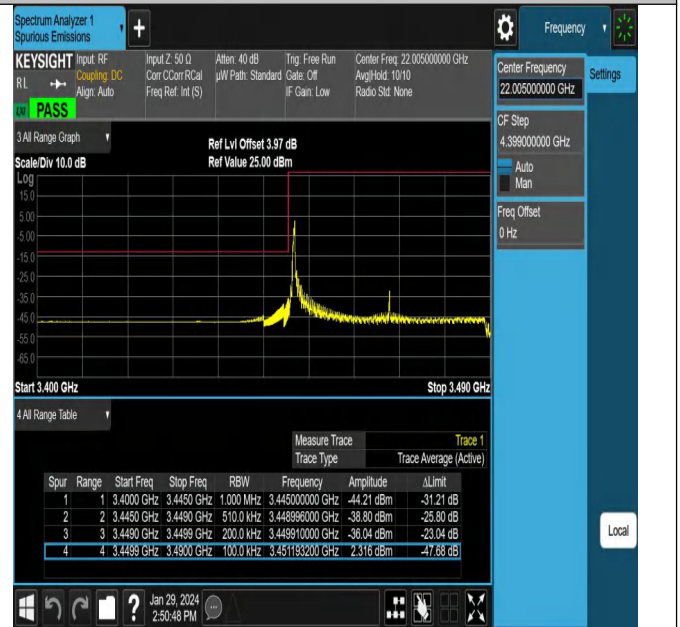 Spectrum Analyzer 1
Spurious Emissions
+
Frequency
KEYSIGHT Input: RF Input Z: 50 Ω Atten: 40 dB Trig: Free Run Center Freq: 22.005000000 GHz
RL Coupling: DC Corr CCorr RCal µW Path: Standard Gate: Off Avg|Hold: 10/10
Align: Auto Freq Ref: Int (S) IF Gain: Low Radio Std: None
PASS
Center Frequency
22.005000000 GHz
Settings
CF Step
4.399000000 GHz
Auto
Man
Freq Offset
0 Hz
3 All Range Graph
Ref Lvl Offset 3.97 dB
Scale/Div 10.0 dB Ref Value 25.00 dBm
Log
15.0
5.00
-5.00
-15.0
-25.0
-35.0
-45.0
-55.0
-65.0
Start 3.400 GHz Stop 3.490 GHz
4 All Range Table
Measure Trace Trace 1
Trace Type Trace Average (Active)
Spur Range Start Freq Stop Freq RBW Frequency Amplitude ΔLimit
1 1 3.4000 GHz 3.4450 GHz 1.000 MHz 3.445000000 GHz -44.21 dBm -31.21 dB
2 2 3.4450 GHz 3.4490 GHz 510.0 kHz 3.448996000 GHz -38.80 dBm -25.80 dB
3 3 3.4490 GHz 3.4499 GHz 200.0 kHz 3.449910000 GHz -36.04 dBm -23.04 dB
4 4 3.4499 GHz 3.4900 GHz 100.0 kHz 3.451193200 GHz 2.316 dBm -47.68 dB
Local
? Jan 29, 2024
2:50:48 PM